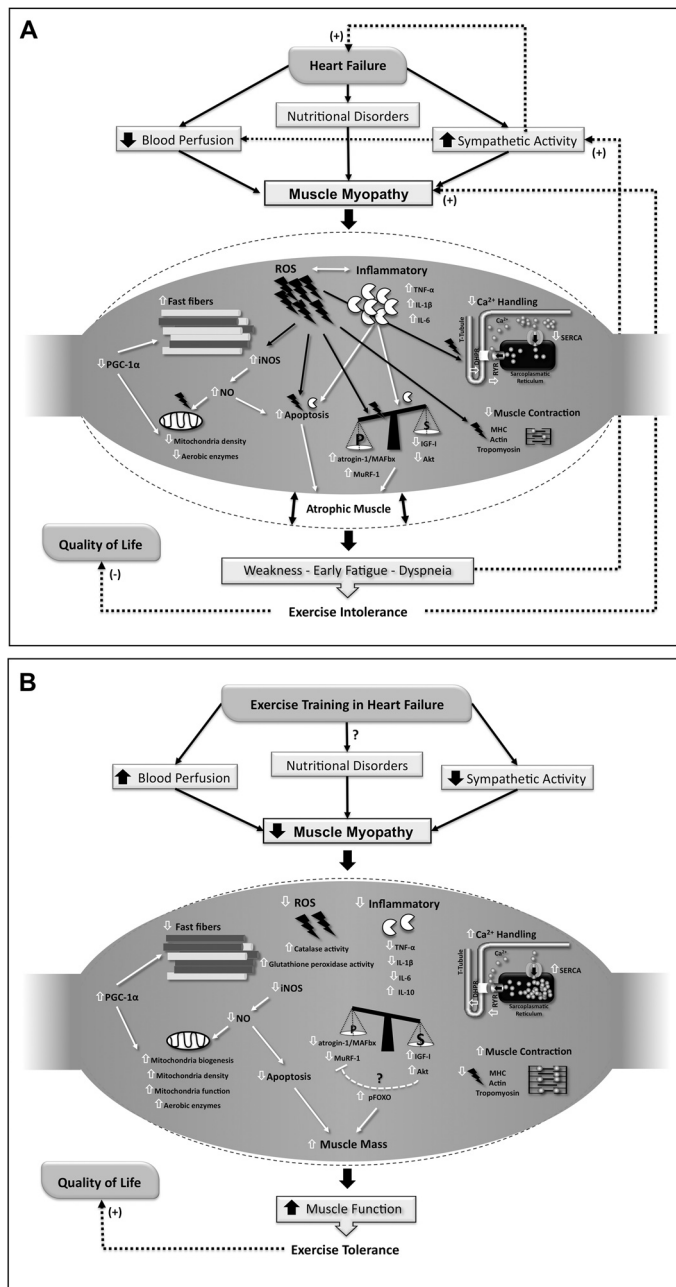 A
(+)
Heart Failure
Nutritional Disorders
Blood Perfusion
Sympathetic Activity
(+)
Muscle Myopathy
(+)
ROS
Inflammatory
TNF-α
IL-1β
IL-6
Fast fibers
Ca²⁺ Handling
Ca²⁺
SERCA
T-Tubule
DHPR
RYR
Sarcoplasmatic
Reticulum
PGC-1α
iNOS
NO
Apoptosis
Mitochondria density
Aerobic enzymes
P
S
atrogin-1/MAFbx
MuRF-1
IGF-I
Akt
Muscle Contraction
MHC
Actin
Tropomyosin
Atrophic Muscle
Quality of Life
(-)
Weakness - Early Fatigue - Dyspneia
Exercise Intolerance
B
Exercise Training in Heart Failure
?
Nutritional Disorders
Blood Perfusion
Sympathetic Activity
Muscle Myopathy
ROS
Inflammatory
Catalase activity
Glutathione peroxidase activity
TNF-α
IL-1β
IL-6
IL-10
Fast fibers
Ca²⁺ Handling
Ca²⁺
SERCA
T-Tubule
DHPR
RYR
Sarcoplasmatic
Reticulum
PGC-1α
iNOS
NO
Mitochondria biogenesis
Mitochondria density
Mitochondria function
Aerobic enzymes
Apoptosis
P
S
atrogin-1/MAFbx
MuRF-1
IGF-I
Akt
?
pFOXO
Muscle Contraction
MHC
Actin
Tropomyosin
Muscle Mass
Quality of Life
(+)
Muscle Function
Exercise Tolerance